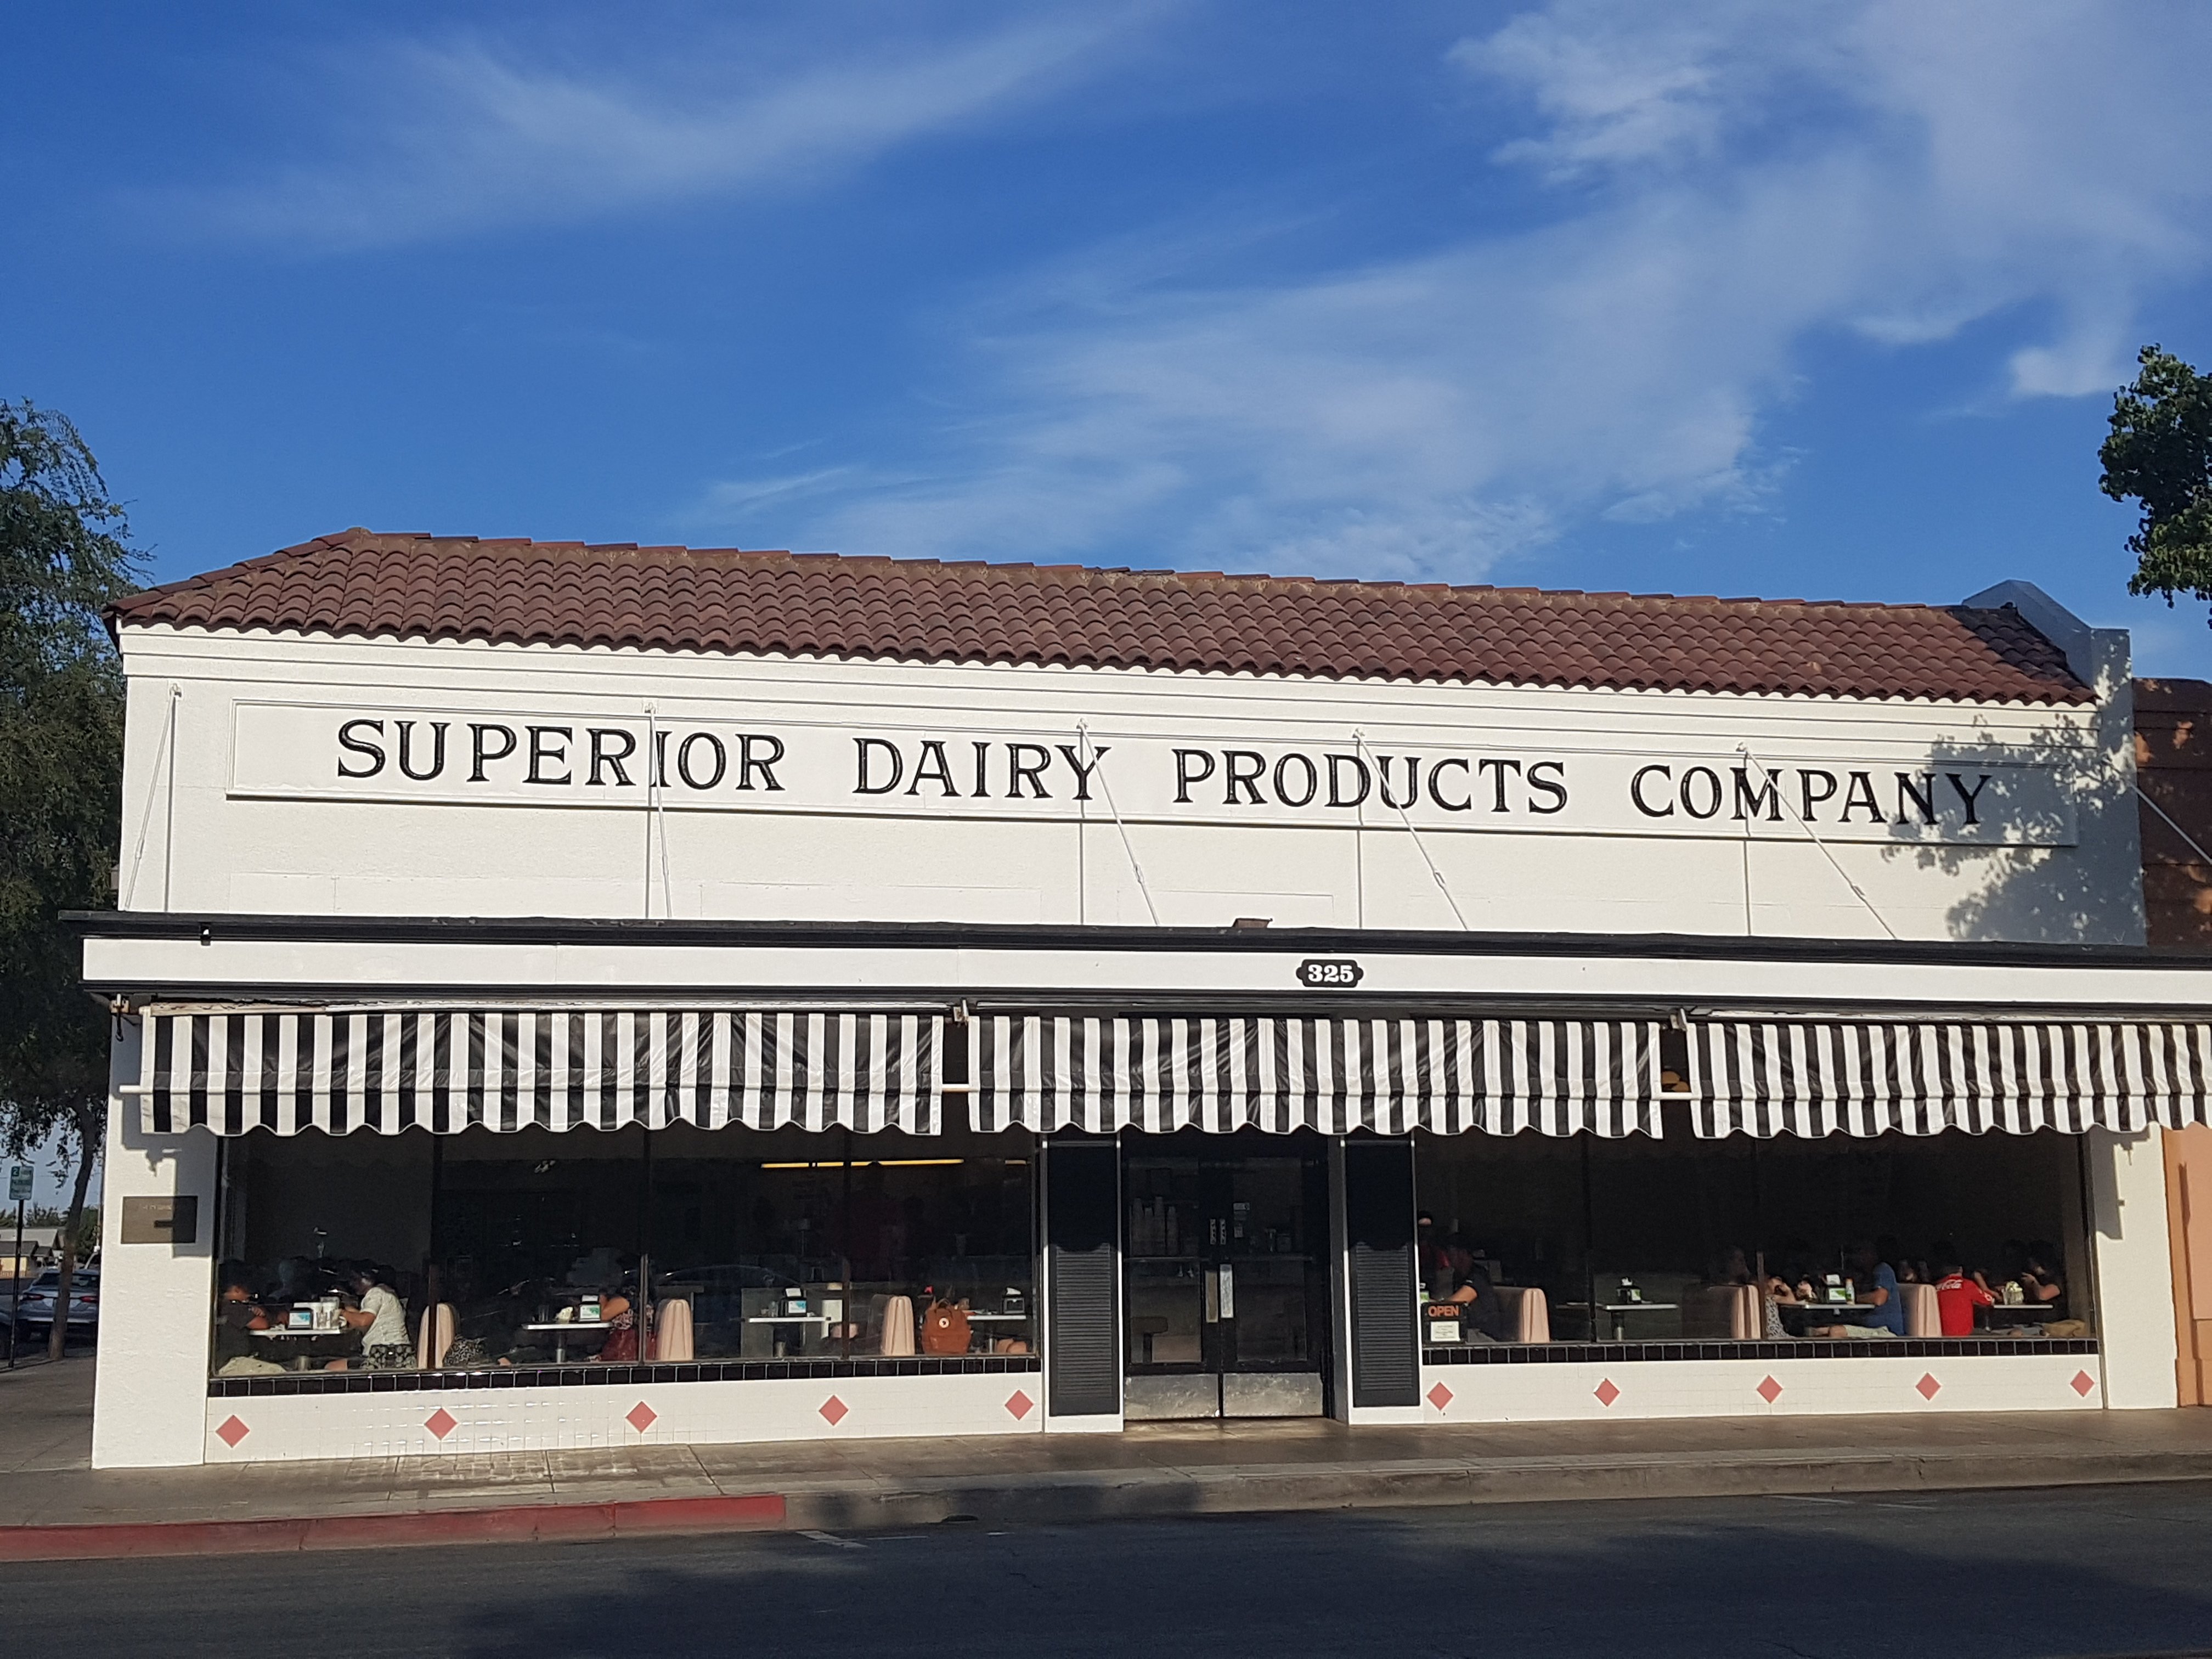 SUPERIOR DAIRY PRODUCTS COMPANY
325
OPEN